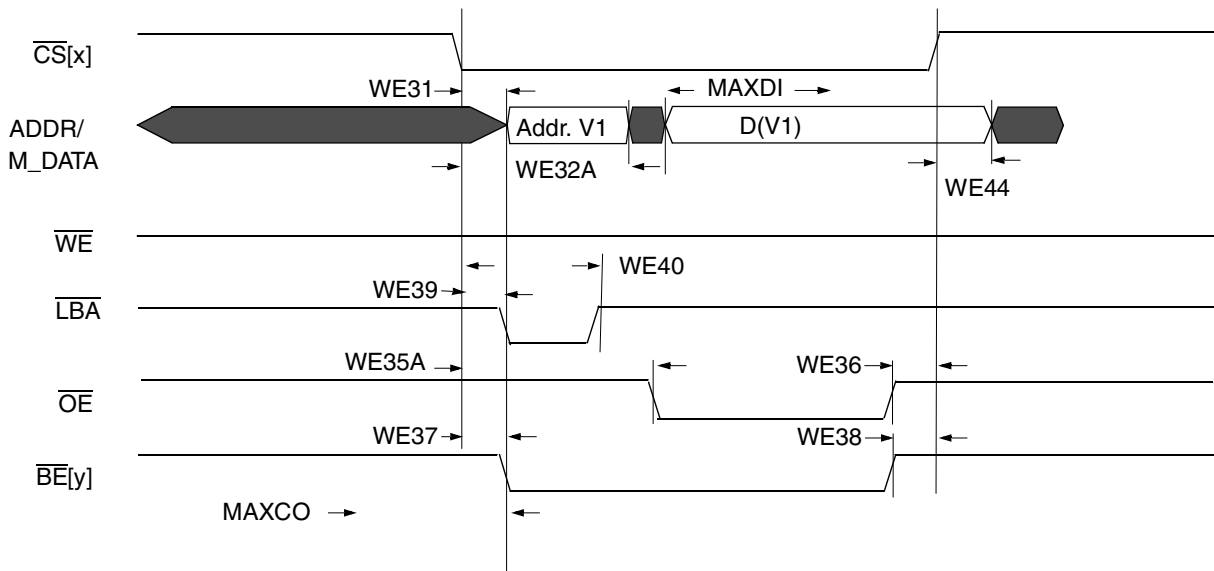 CS[x]
WE31
MAXDI
ADDR/
M_DATA
Addr. V1
D(V1)
WE32A
WE44
WE
WE40
WE39
LBA
WE35A
WE36
OE
WE37
WE38
BE[y]
MAXCO